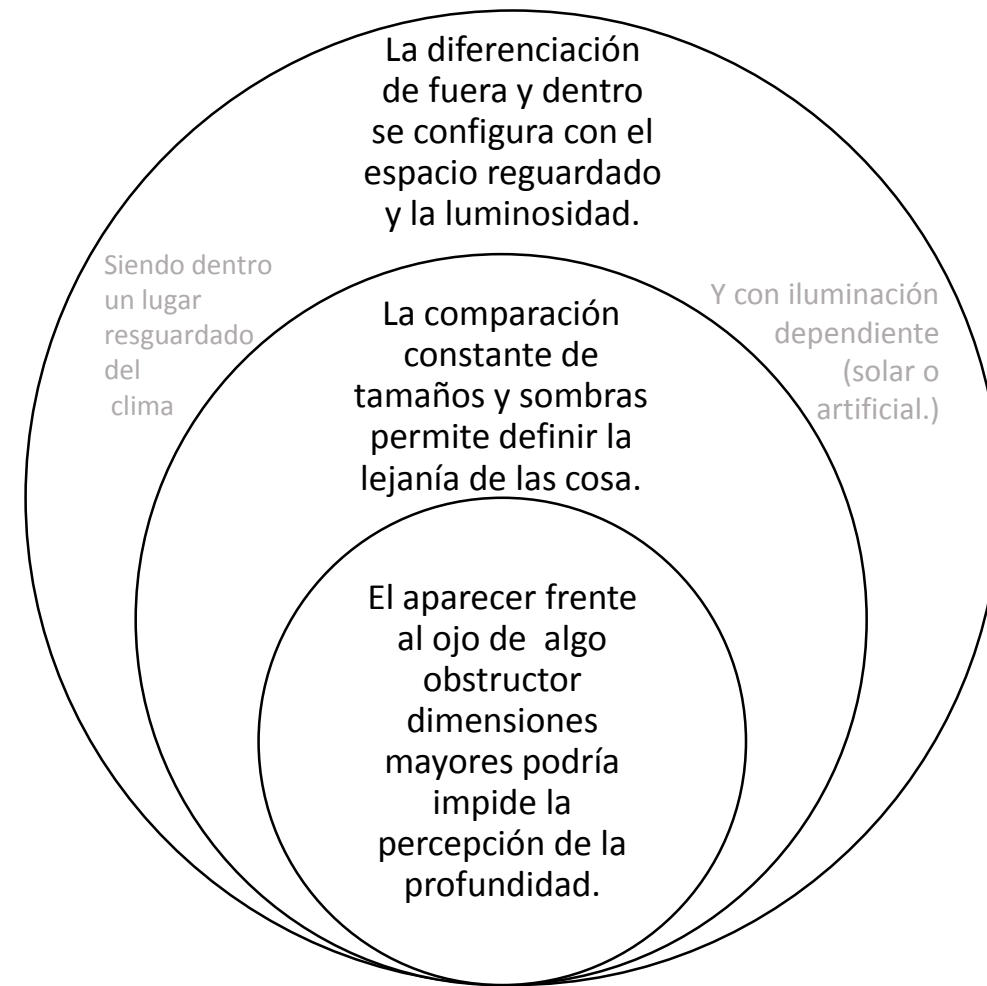 La diferenciación
de fuera y dentro
se configura con el
espacio reguardado
y la luminosidad.
Siendo dentro
un lugar
resguardado
del
clima
Y con iluminación
dependiente
(solar o
artificial.)
La comparación
constante de
tamaños y sombras
permite definir la
lejanía de las cosa.
El aparecer frente
al ojo de algo
obstructor
dimensiones
mayores podría
impide la
percepción de la
profundidad.